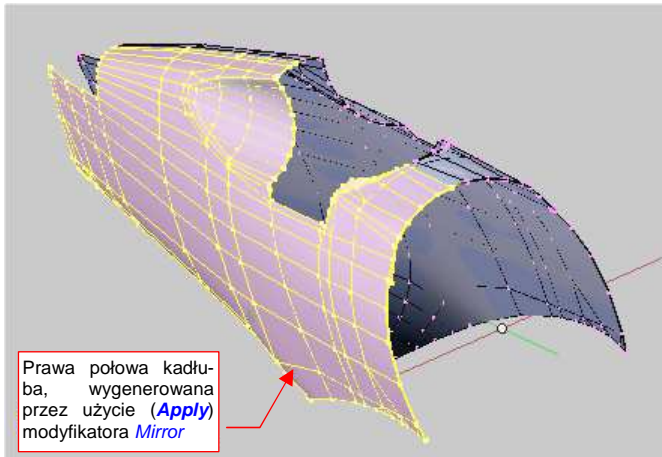 Prawa połowa kadłu-
ba, wygenerowana
przez użycie (Apply)
modyfikatora Mirror